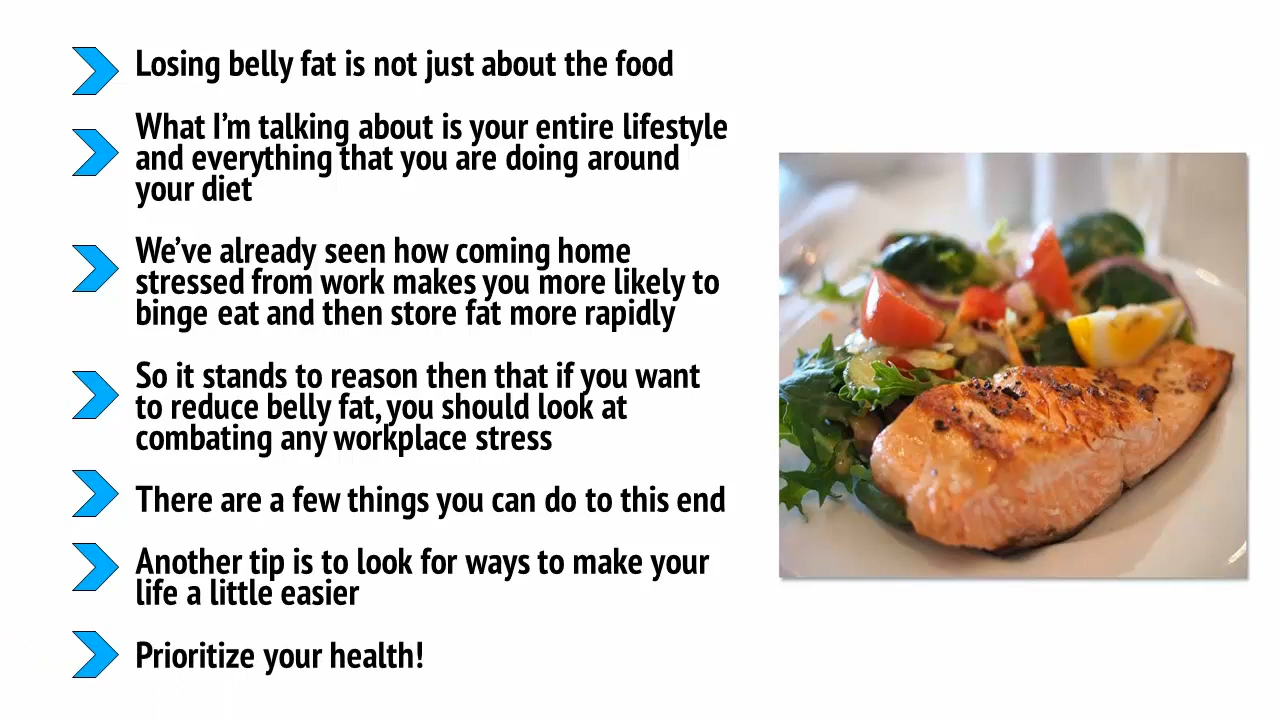 Losing belly fat is not just about the food
What I’m talking about is your entire lifestyle
and everything that you are doing around
your diet
We’ve already seen how coming home
stressed from work makes you more likely to
binge eat and then store fat more rapidly
So it stands to reason then that if you want
to reduce belly fat, you should look at
combating any workplace stress
There are a few things you can do to this end
Another tip is to look for ways to make your
life a little easier
Prioritize your health!